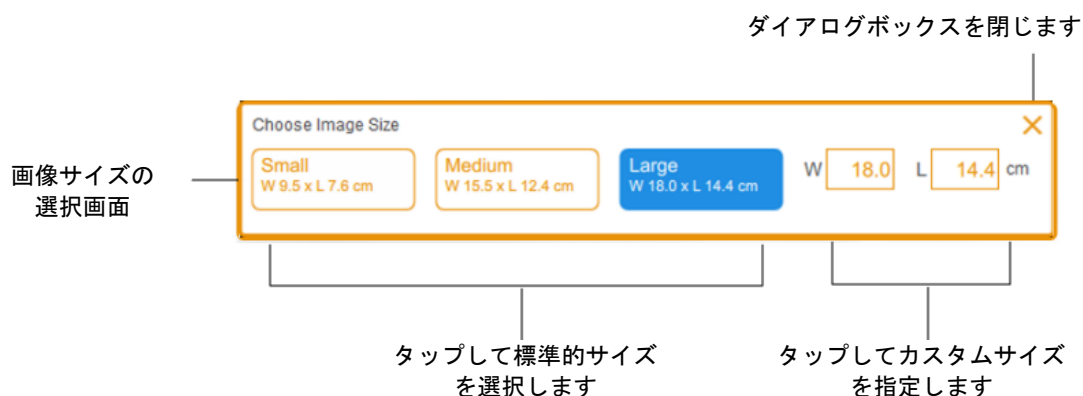 ダイアログボックスを閉じます
Choose Image Size
Small
W 9.5 x L 7.6 cm
Medium
W 15.5 x L 12.4 cm
Large
W 18.0 x L 14.4 cm
W 18.0 L 14.4 cm
画像サイズの
選択画面
タップして標準的サイズ
を選択します
タップしてカスタムサイズ
を指定します